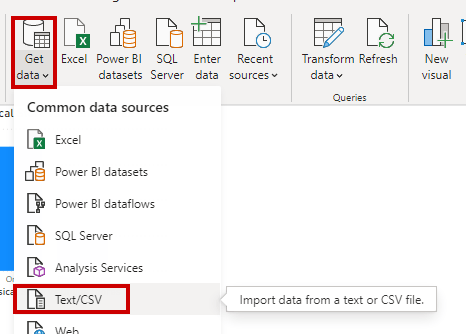 Get data
Excel
Power BI datasets
SQL Server
Enter data
Recent sources
Transform data
Refresh
New visual
Queries
Common data sources
Excel
Power BI datasets
Power BI dataflows
SQL Server
Analysis Services
Text/CSV
Import data from a text or CSV file.
Web